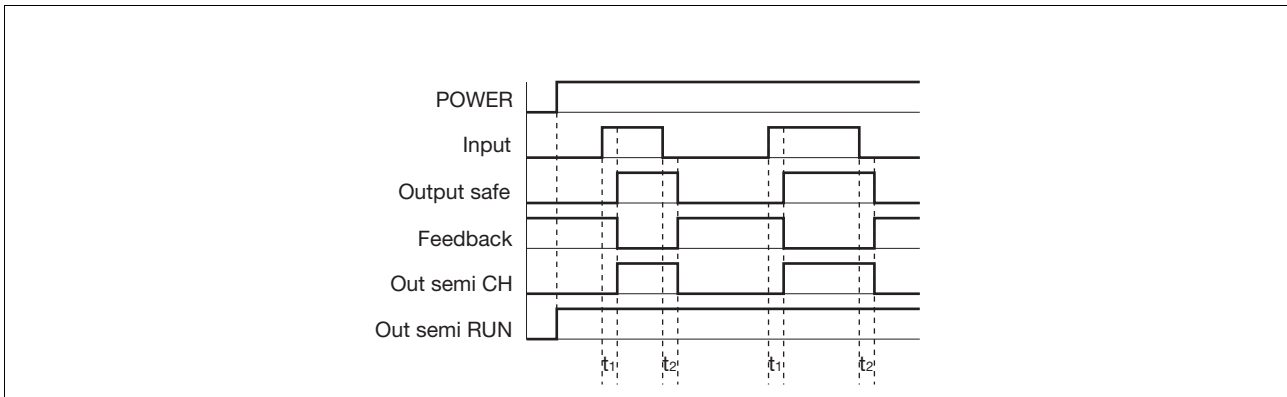 POWER
Input
Output safe
Feedback
Out semi CH
Out semi RUN
t1 t2 t1 t2